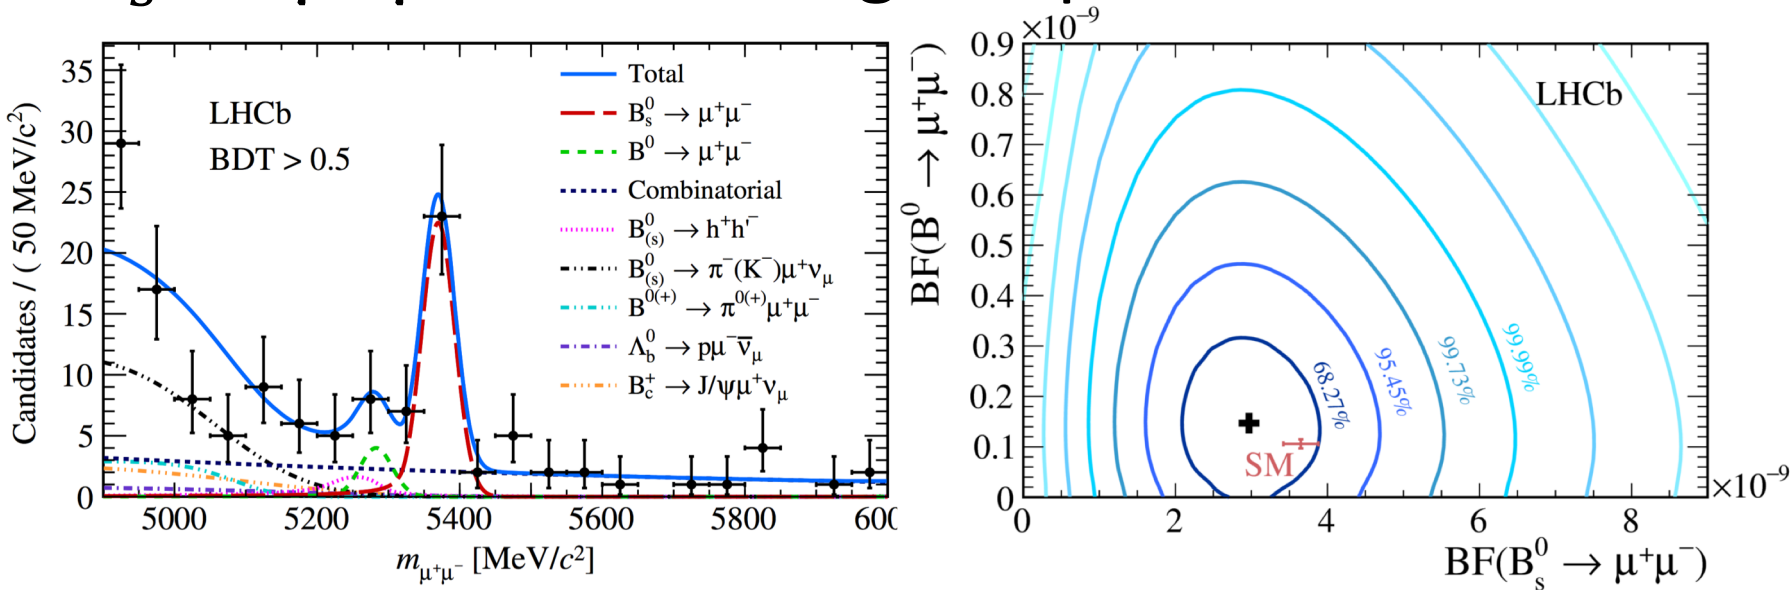 Candidates / ( 50 MeV/c²)
35
30
25
20
15
10
5
0
LHCb
BDT > 0.5
Total
B⁰ₛ → μ⁺μ⁻
B⁰ → μ⁺μ⁻
Combinatorial
B⁰₍ₛ₎ → h⁺h'⁻
B⁰₍ₛ₎ → π⁻(K⁻)μ⁺ν_μ
B⁰⁽⁺⁾ → π⁰⁽⁺⁾μ⁺μ⁻
Λ⁰_b → pμ⁻ν̄_μ
B⁺_c → J/ψμ⁺ν_μ
5000 5200 5400 5600 5800 600
m_μ⁺μ⁻ [MeV/c²]
×10⁻⁹
BF(B⁰ → μ⁺μ⁻)
0.9
0.8
0.7
0.6
0.5
0.4
0.3
0.2
0.1
0
LHCb
68.27%
95.45%
99.73%
99.99%
SM
×10⁻⁹
0 2 4 6 8
BF(B⁰ₛ → μ⁺μ⁻)